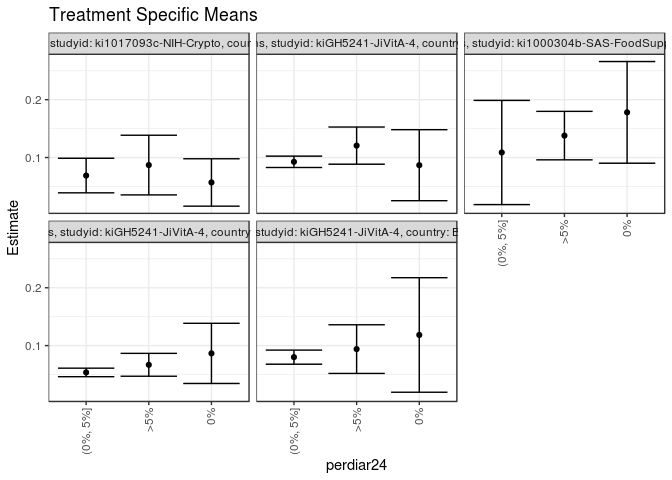 Treatment Specific Means
studyid: ki1017093c-NIH-Crypto, coun
s, studyid: kiGH5241-JiVitA-4, country
, studyid: ki1000304b-SAS-FoodSupp
0.2
0.1
s, studyid: kiGH5241-JiVitA-4, country
studyid: kiGH5241-JiVitA-4, country: B
0.2
0.1
Estimate
(0%, 5%]
>5%
0%
(0%, 5%]
>5%
0%
(0%, 5%]
>5%
0%
perdiar24